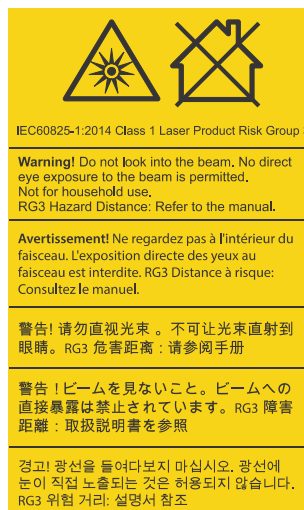 IEC60825-1:2014 Class 1 Laser Product Risk Group
Warning! Do not look into the beam. No direct
eye exposure to the beam is permitted.
Not for household use.
RG3 Hazard Distance: Refer to the manual.
Avertissement! Ne regardez pas à l'intérieur du
faisceau. L'exposition directe des yeux au
faisceau est interdite. RG3 Distance à risque:
Consultez le manuel.
警告! 请勿直视光束 。不可让光束直射到
眼睛。RG3 危害距离 : 请参阅手册
警告 ! ビームを見ないこと。ビームへの
直接暴露は禁止されています。RG3 障害
距離 : 取扱説明書を参照
경고! 광선을 들여다보지 마십시오. 광선에
눈이 직접 노출되는 것은 허용되지 않습니다.
RG3 위험 거리: 설명서 참조